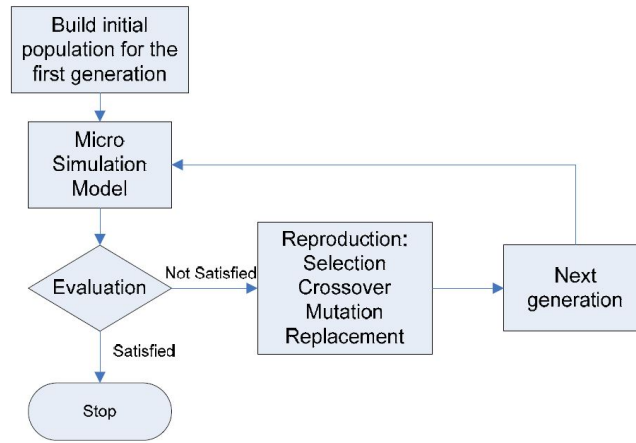 Build initial
population for the
first generation
Micro
Simulation
Model
Evaluation
Not Satisfied
Reproduction:
Selection
Crossover
Mutation
Replacement
Next
generation
Satisfied
Stop